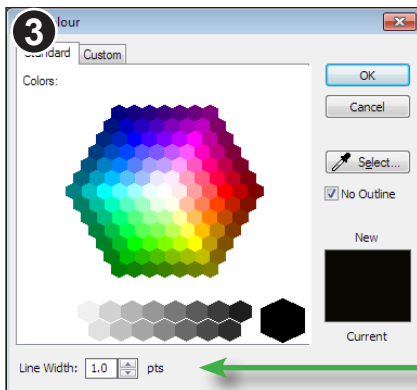 3
lour
Standard Custom
Colors:
OK
Cancel
Select...
No Outline
New
Current
Line Width: 1.0 pts